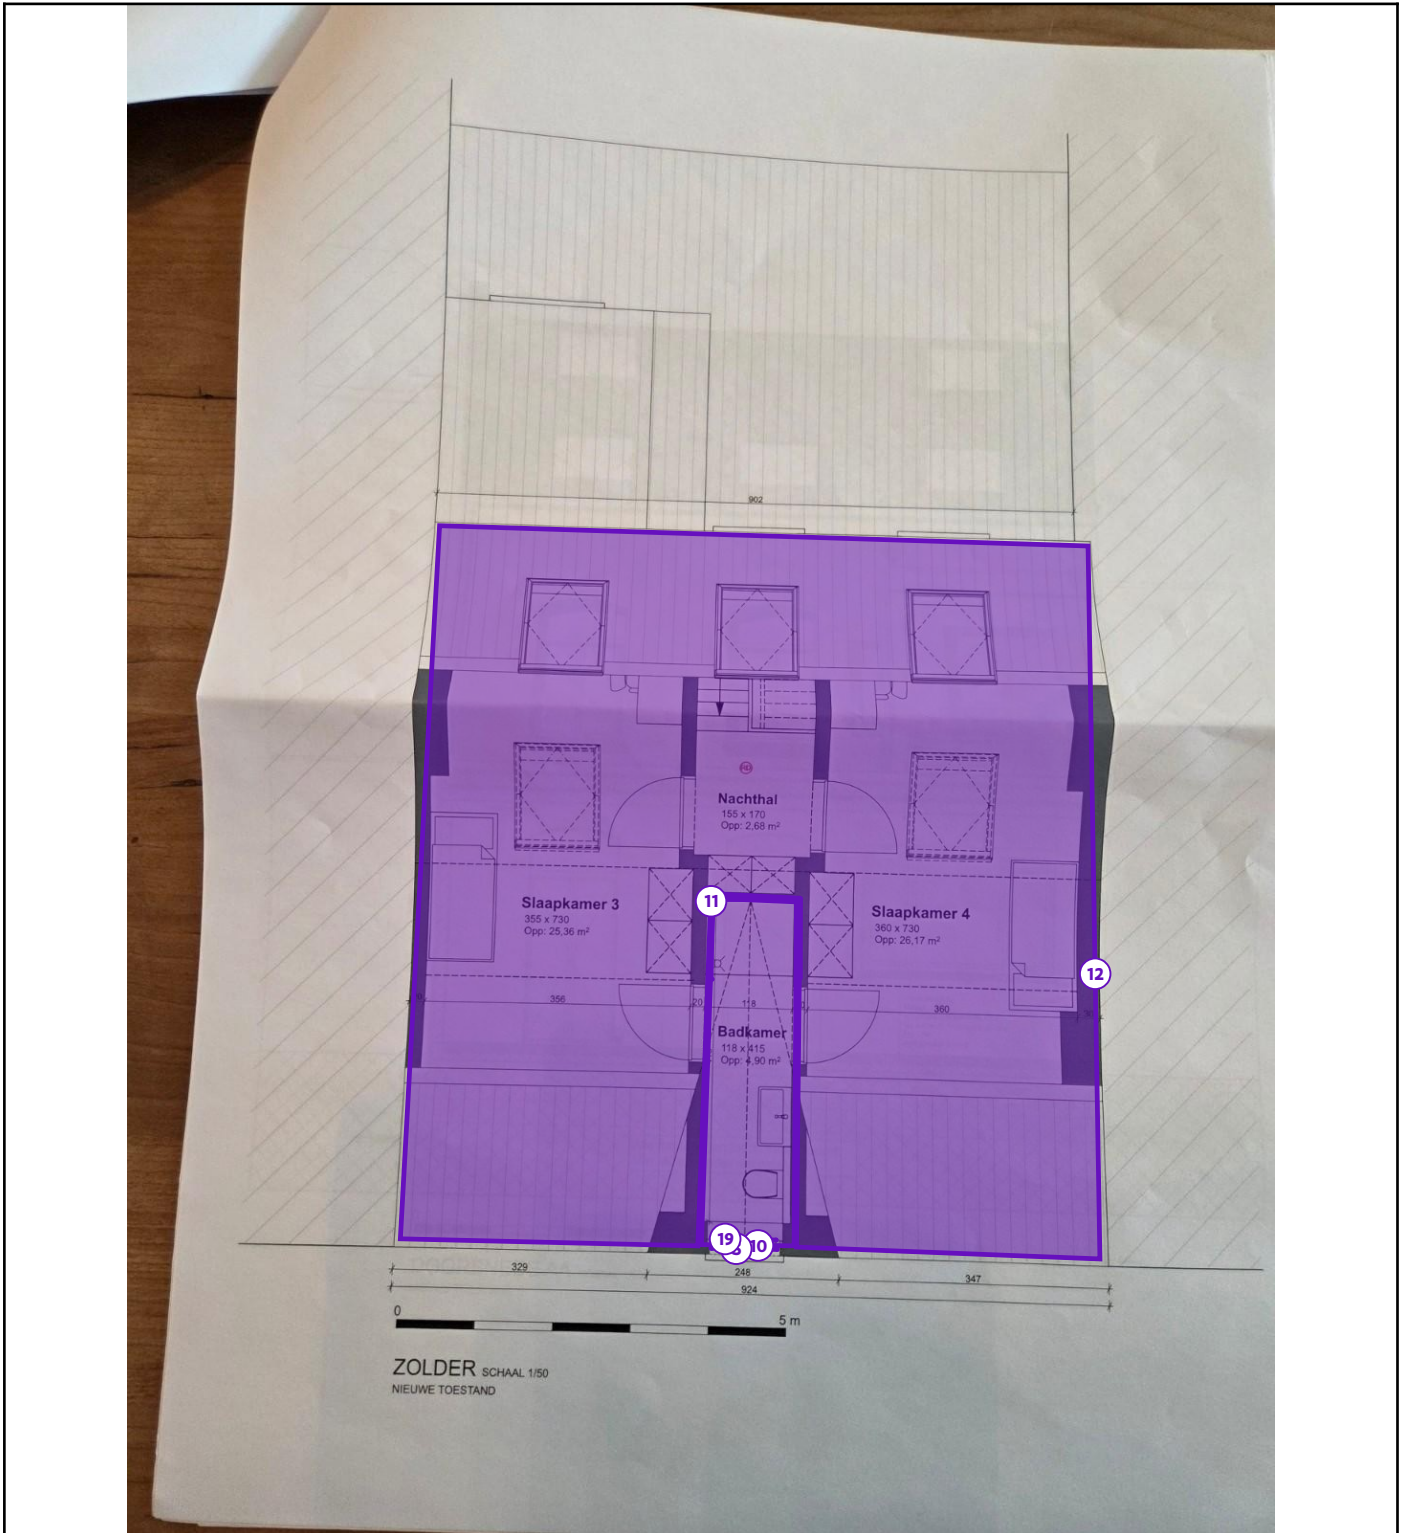 902
Nachthal
155 x 170
Opp: 2,68 m²
11
Slaapkamer 3
355 x 730
Opp: 25,36 m²
Slaapkamer 4
360 x 730
Opp: 26,17 m²
12
356
20
118
360
Badkamer
118 x 415
Opp: 4,90 m²
19
10
329
248
347
924
0
5 m
ZOLDER SCHAAL 1/50
NIEUWE TOESTAND